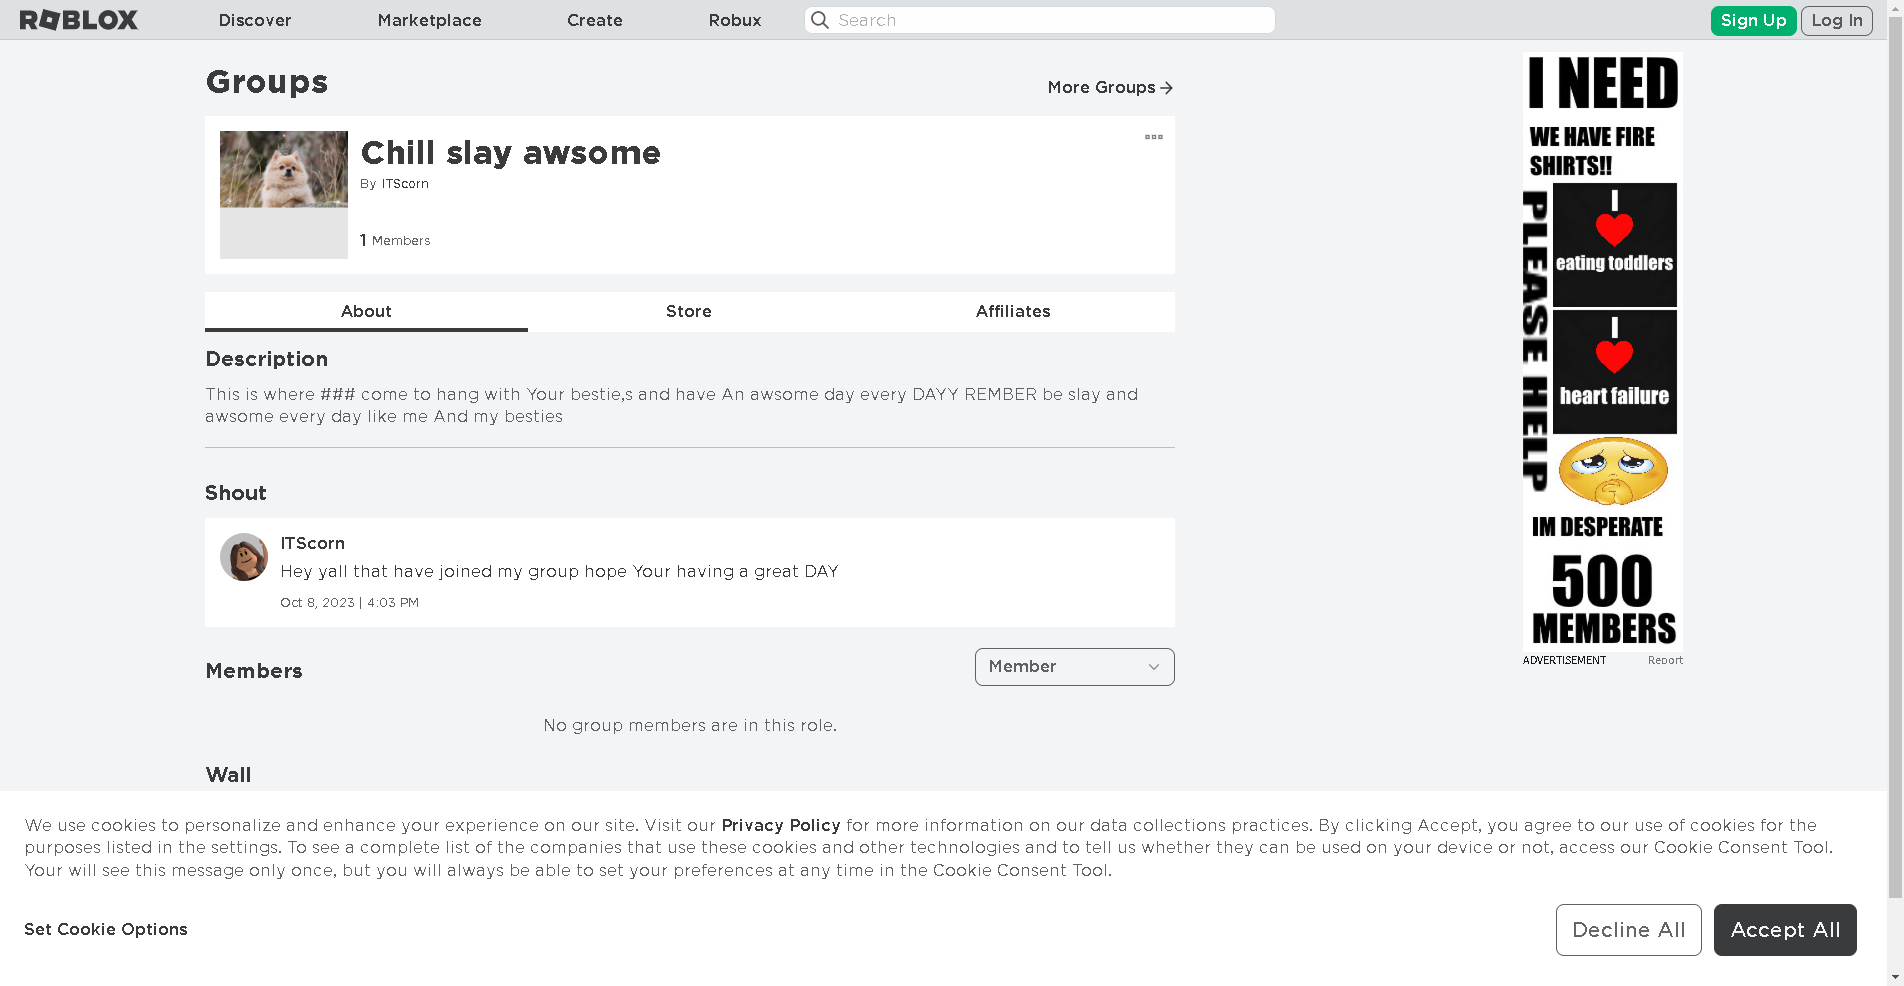 ROBLOX
Discover
Marketplace
Create
Robux
Search
Sign Up
Log In
Groups
More Groups
Chill slay awsome
By ITScorn
1 Members
About
Store
Affiliates
Description
This is where ### come to hang with Your bestie,s and have An awsome day every DAYY REMBER be slay and
awsome every day like me And my besties
Shout
ITScorn
Hey yall that have joined my group hope Your having a great DAY
Oct 8, 2023 | 4:03 PM
Members
Member
No group members are in this role.
Wall
I NEED
WE HAVE FIRE
SHIRTS!!
PLEASE HELP
I
eating toddlers
I
heart failure
IM DESPERATE
500
MEMBERS
ADVERTISEMENT
Report
We use cookies to personalize and enhance your experience on our site. Visit our Privacy Policy for more information on our data collections practices. By clicking Accept, you agree to our use of cookies for the
purposes listed in the settings. To see a complete list of the companies that use these cookies and other technologies and to tell us whether they can be used on your device or not, access our Cookie Consent Tool.
Your will see this message only once, but you will always be able to set your preferences at any time in the Cookie Consent Tool.
Set Cookie Options
Decline All
Accept All